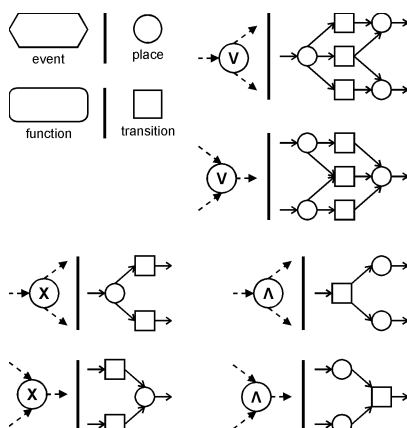 event
place
V
function
transition
V
X
Λ
X
Λ